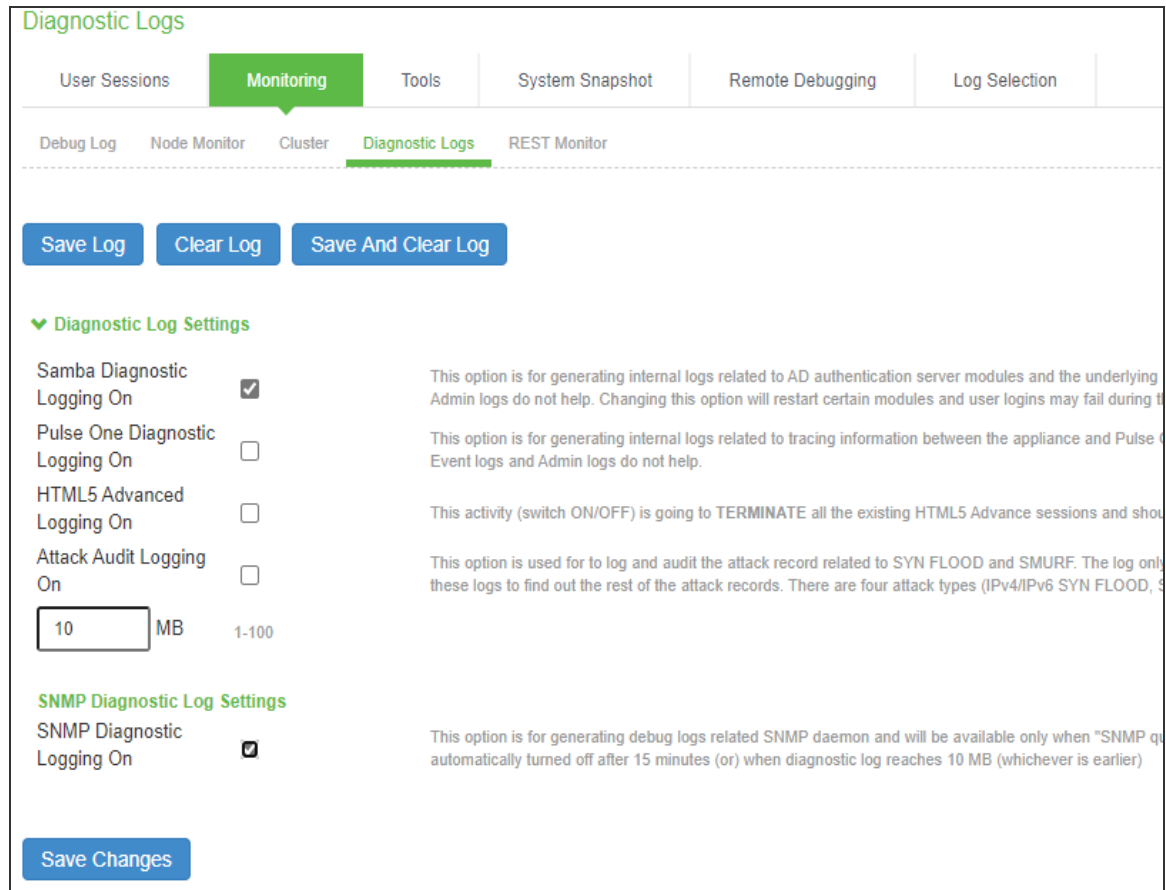 Diagnostic Logs
User Sessions Monitoring Tools System Snapshot Remote Debugging Log Selection
Debug Log Node Monitor Cluster Diagnostic Logs REST Monitor
Save Log Clear Log Save And Clear Log
Diagnostic Log Settings
Samba Diagnostic
Logging On
This option is for generating internal logs related to AD authentication server modules and the underlying
Admin logs do not help. Changing this option will restart certain modules and user logins may fail during
Pulse One Diagnostic
Logging On
This option is for generating internal logs related to tracing information between the appliance and Pulse
Event logs and Admin logs do not help.
HTML5 Advanced
Logging On
This activity (switch ON/OFF) is going to TERMINATE all the existing HTML5 Advance sessions and
Attack Audit Logging
On
This option is used for to log and audit the attack record related to SYN FLOOD and SMURF. The log only
these logs to find out the rest of the attack records. There are four attack types (IPv4/IPv6 SYN FLOOD,
10 MB 1-100
SNMP Diagnostic Log Settings
SNMP Diagnostic
Logging On
This option is for generating debug logs related SNMP daemon and will be available only when "SNMP
automatically turned off after 15 minutes (or) when diagnostic log reaches 10 MB (whichever is earlier)
Save Changes